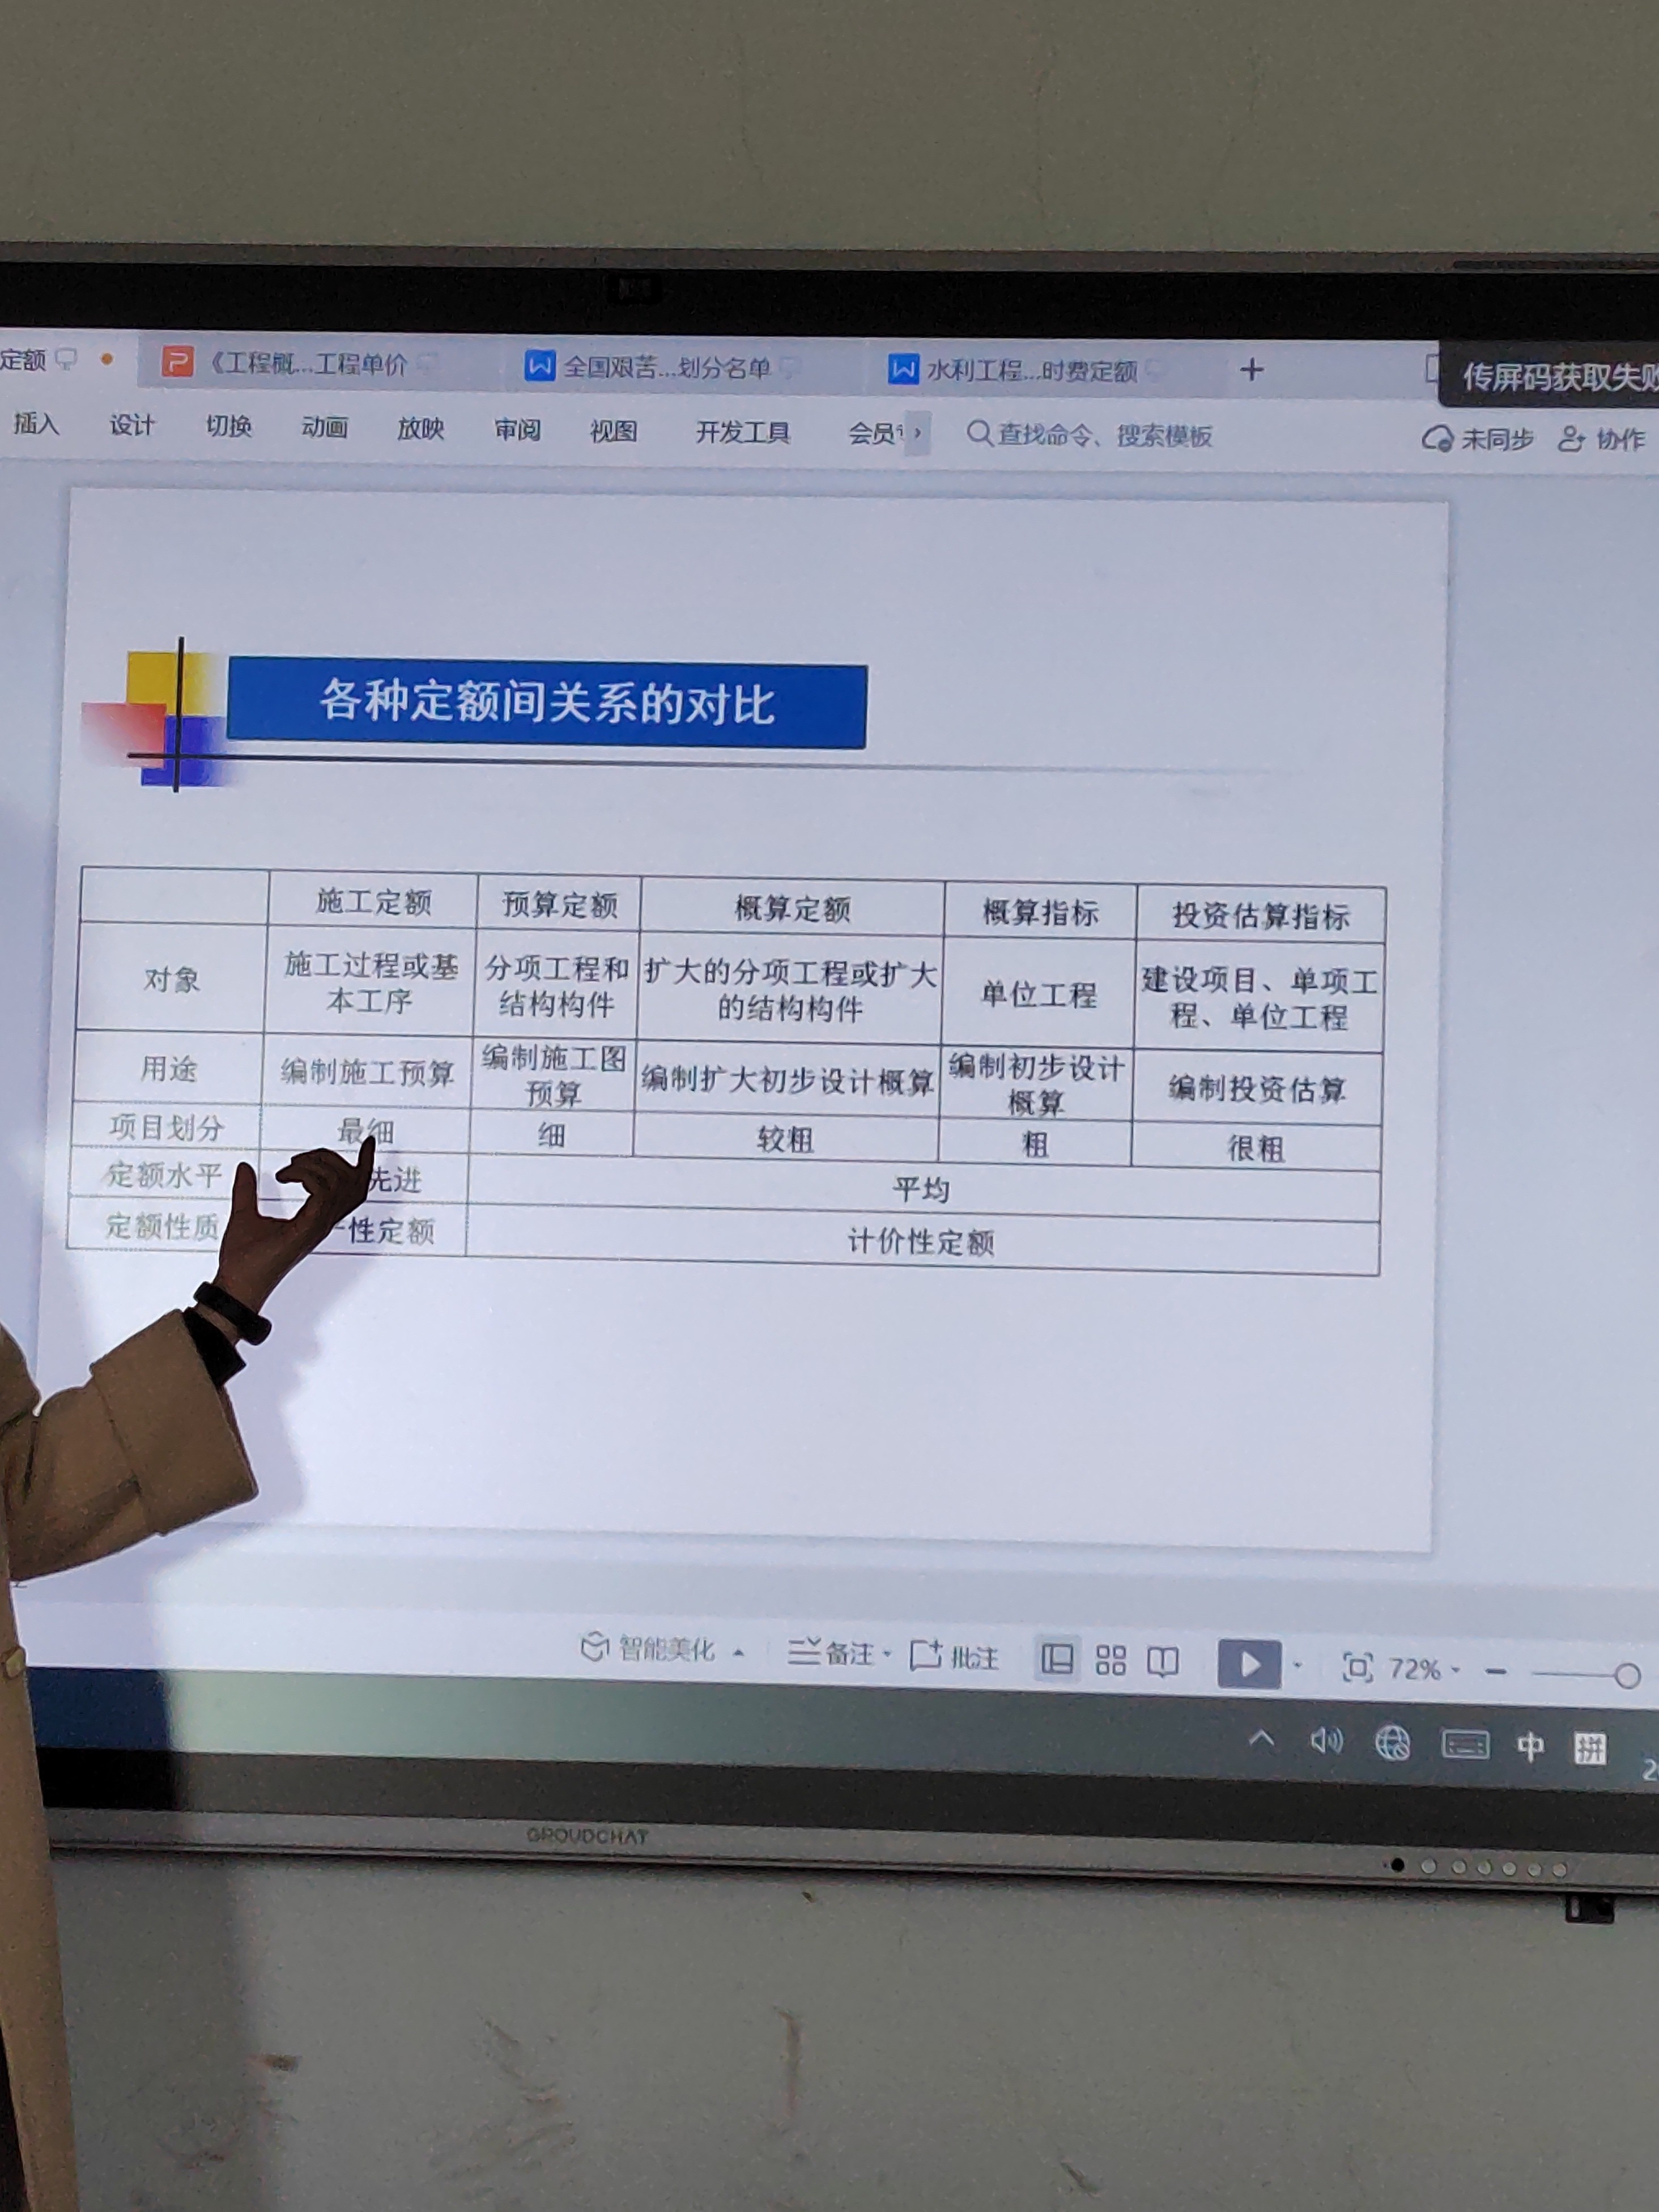 定额
《工程概...工程单价
全国艰苦...划分名单
水利工程...时费定额
传屏码获取失败
插入 设计 切换 动画 放映 审阅 视图 开发工具 会员 查找命令、搜索模板 未同步 协作
各种定额间关系的对比
施工定额 预算定额 概算定额 概算指标 投资估算指标
对象 施工过程或基本工序 分项工程和结构构件 扩大的分项工程或扩大的结构构件 单位工程 建设项目、单项工程、单位工程
用途 编制施工预算 编制施工图预算 编制扩大初步设计概算 编制初步设计概算 编制投资估算
项目划分 最细 细 较粗 粗 很粗
定额水平 先进 平均
定额性质 性定额 计价性定额
智能美化 备注 批注 72%
中 拼
GROUDCHAT